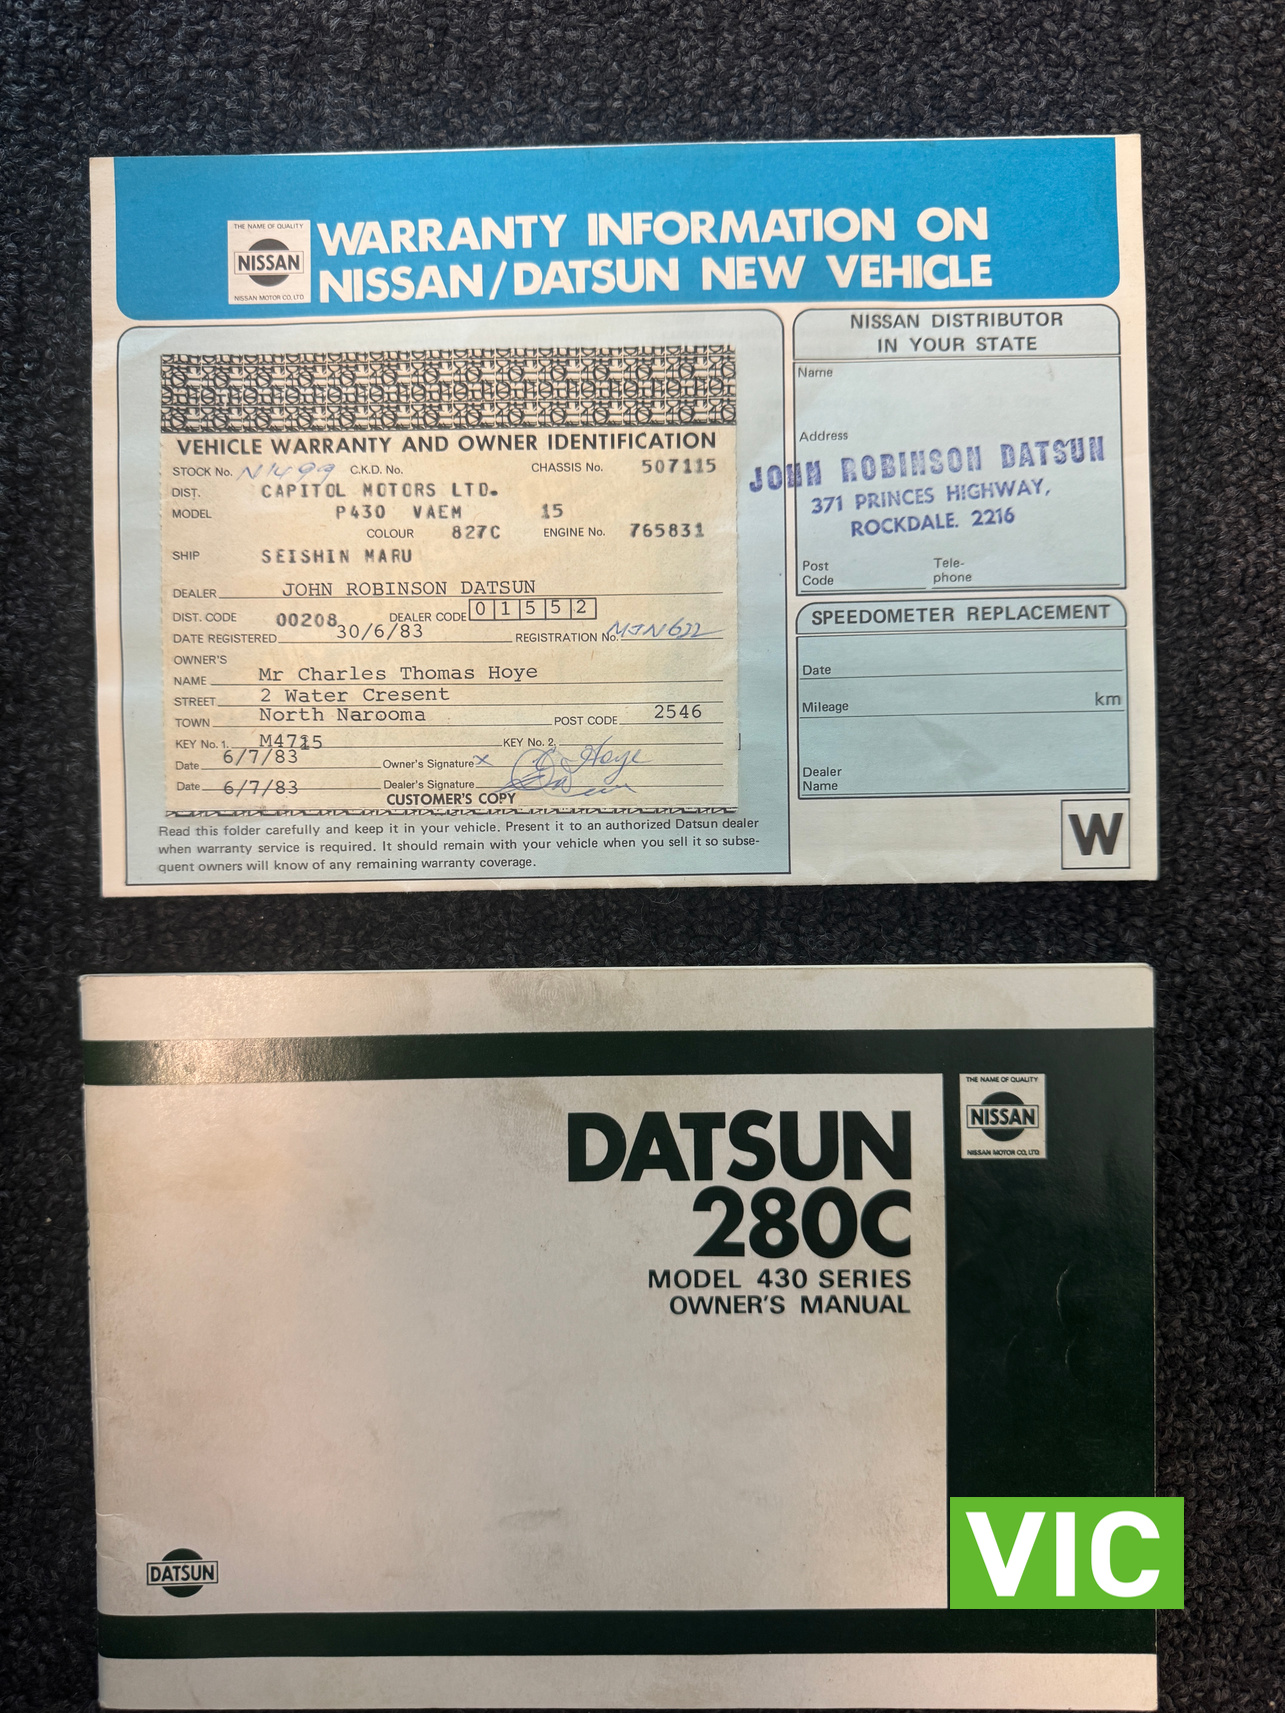 THE NAME OF QUALITY
NISSAN
NISSAN MOTOR CO., LTD.
WARRANTY INFORMATION ON
NISSAN/DATSUN NEW VEHICLE
VEHICLE WARRANTY AND OWNER IDENTIFICATION
STOCK No. N1499 C.K.D. No. CHASSIS No. 507115
DIST. CAPITOL MOTORS LTD.
MODEL P430 VAEM 15
COLOUR 827C ENGINE No. 765831
SHIP SEISHIN MARU
DEALER JOHN ROBINSON DATSUN
DIST. CODE 00208 DEALER CODE 01552
DATE REGISTERED 30/6/83 REGISTRATION No. MJN622
OWNER'S
NAME Mr Charles Thomas Hoye
STREET 2 Water Cresent
TOWN North Narooma POST CODE 2546
KEY No. 1. M4715 KEY No. 2.
Date 6/7/83 Owner's Signature x Hoye
Date 6/7/83 Dealer's Signature
CUSTOMER'S COPY
Read this folder carefully and keep it in your vehicle. Present it to an authorized Datsun dealer
when warranty service is required. It should remain with your vehicle when you sell it so subse-
quent owners will know of any remaining warranty coverage.
NISSAN DISTRIBUTOR
IN YOUR STATE
Name
Address
JOHN ROBINSON DATSUN
371 PRINCES HIGHWAY,
ROCKDALE. 2216
Post
Code
Tele-
phone
SPEEDOMETER REPLACEMENT
Date
Mileage km
Dealer
Name
W
DATSUN
280C
MODEL 430 SERIES
OWNER'S MANUAL
THE NAME OF QUALITY
NISSAN
NISSAN MOTOR CO., LTD.
DATSUN
VIC